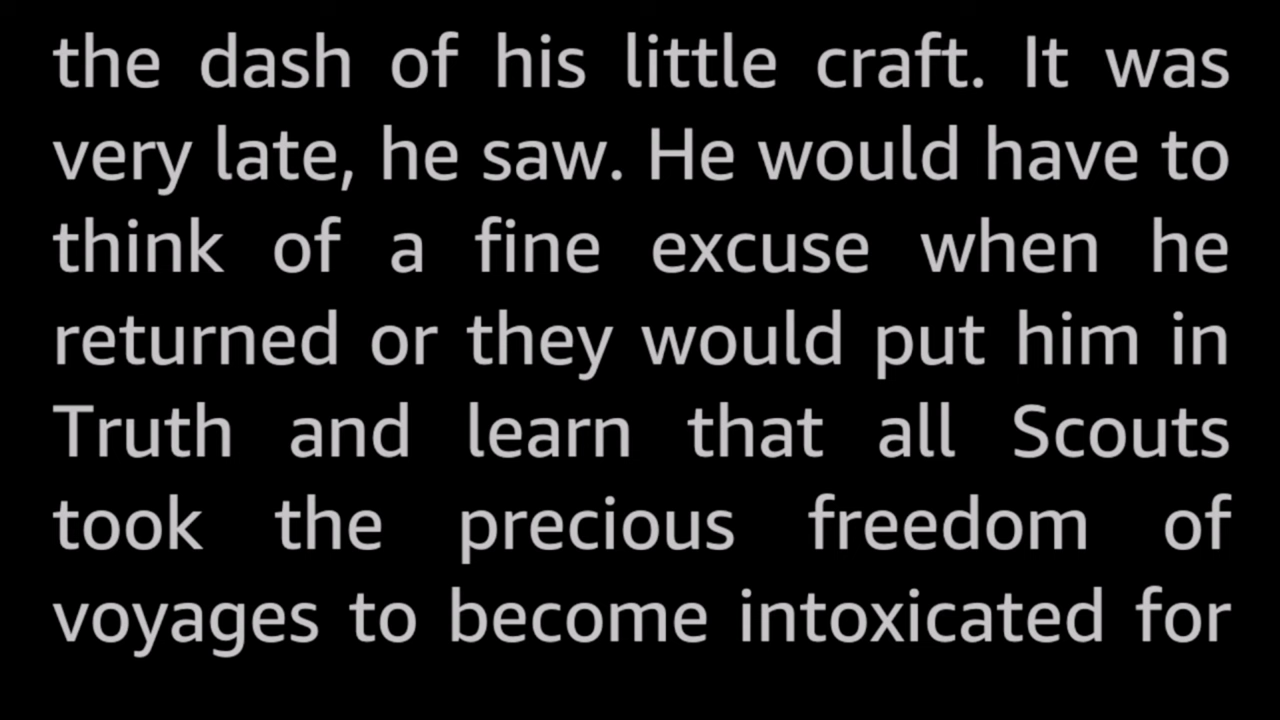 the dash of his little craft. It was
very late, he saw. He would have to
think of a fine excuse when he
returned or they would put him in
Truth and learn that all Scouts
took the precious freedom of
voyages to become intoxicated for